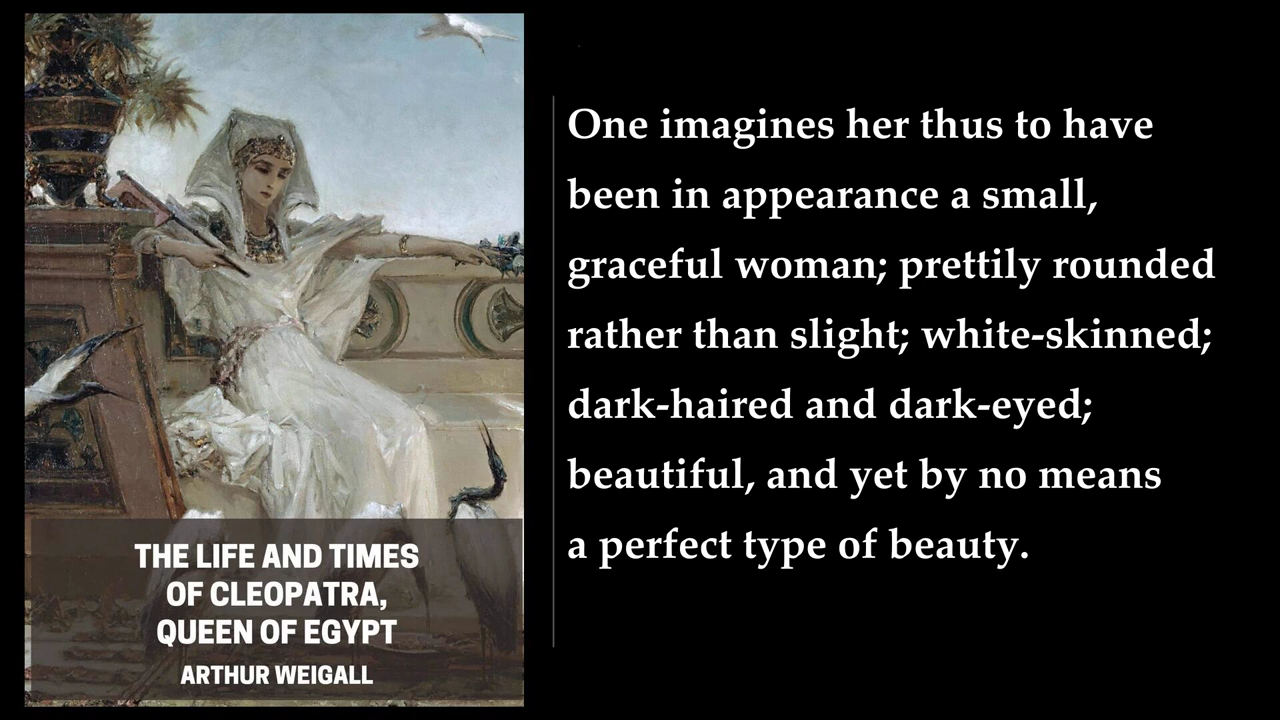 THE LIFE AND TIMES
OF CLEOPATRA,
QUEEN OF EGYPT
ARTHUR WEIGALL
One imagines her thus to have
been in appearance a small,
graceful woman; prettily rounded
rather than slight; white-skinned;
dark-haired and dark-eyed;
beautiful, and yet by no means
a perfect type of beauty.